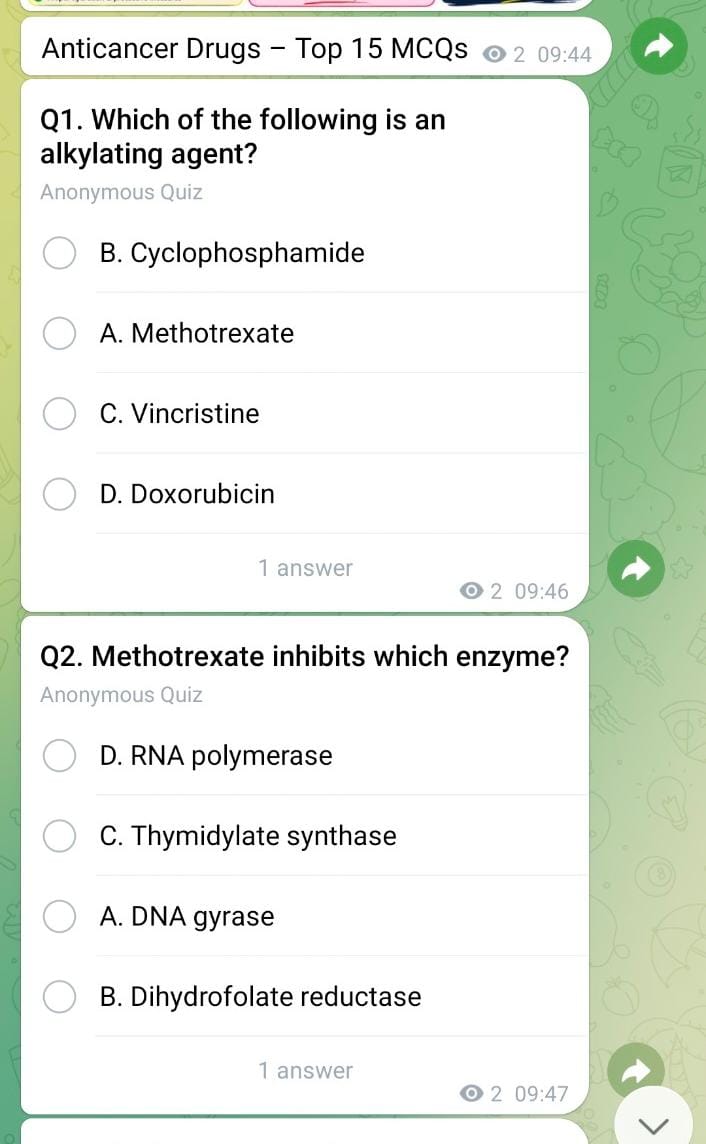 Anticancer Drugs – Top 15 MCQs 2 09:44
Q1. Which of the following is an
alkylating agent?
Anonymous Quiz
B. Cyclophosphamide
A. Methotrexate
C. Vincristine
D. Doxorubicin
1 answer
2 09:46
Q2. Methotrexate inhibits which enzyme?
Anonymous Quiz
D. RNA polymerase
C. Thymidylate synthase
A. DNA gyrase
B. Dihydrofolate reductase
1 answer
2 09:47